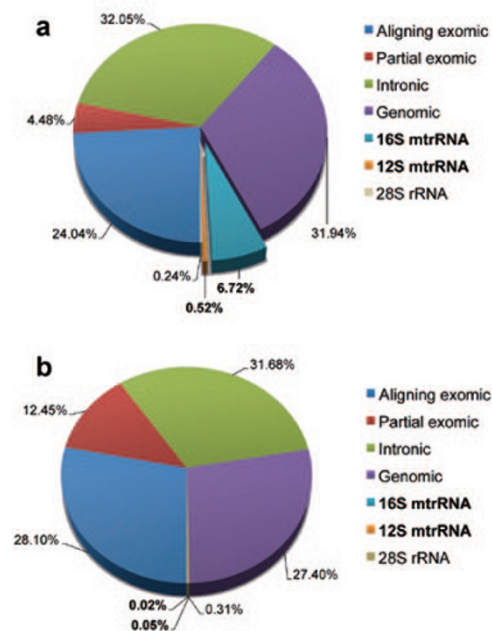 a
32.05%
4.48%
24.04%
0.24%
0.52%
6.72%
31.94%
Aligning exomic
Partial exomic
Intronic
Genomic
16S mtrRNA
12S mtrRNA
28S rRNA
b
31.68%
12.45%
28.10%
0.02%
0.05%
0.31%
27.40%
Aligning exomic
Partial exomic
Intronic
Genomic
16S mtrRNA
12S mtrRNA
28S rRNA